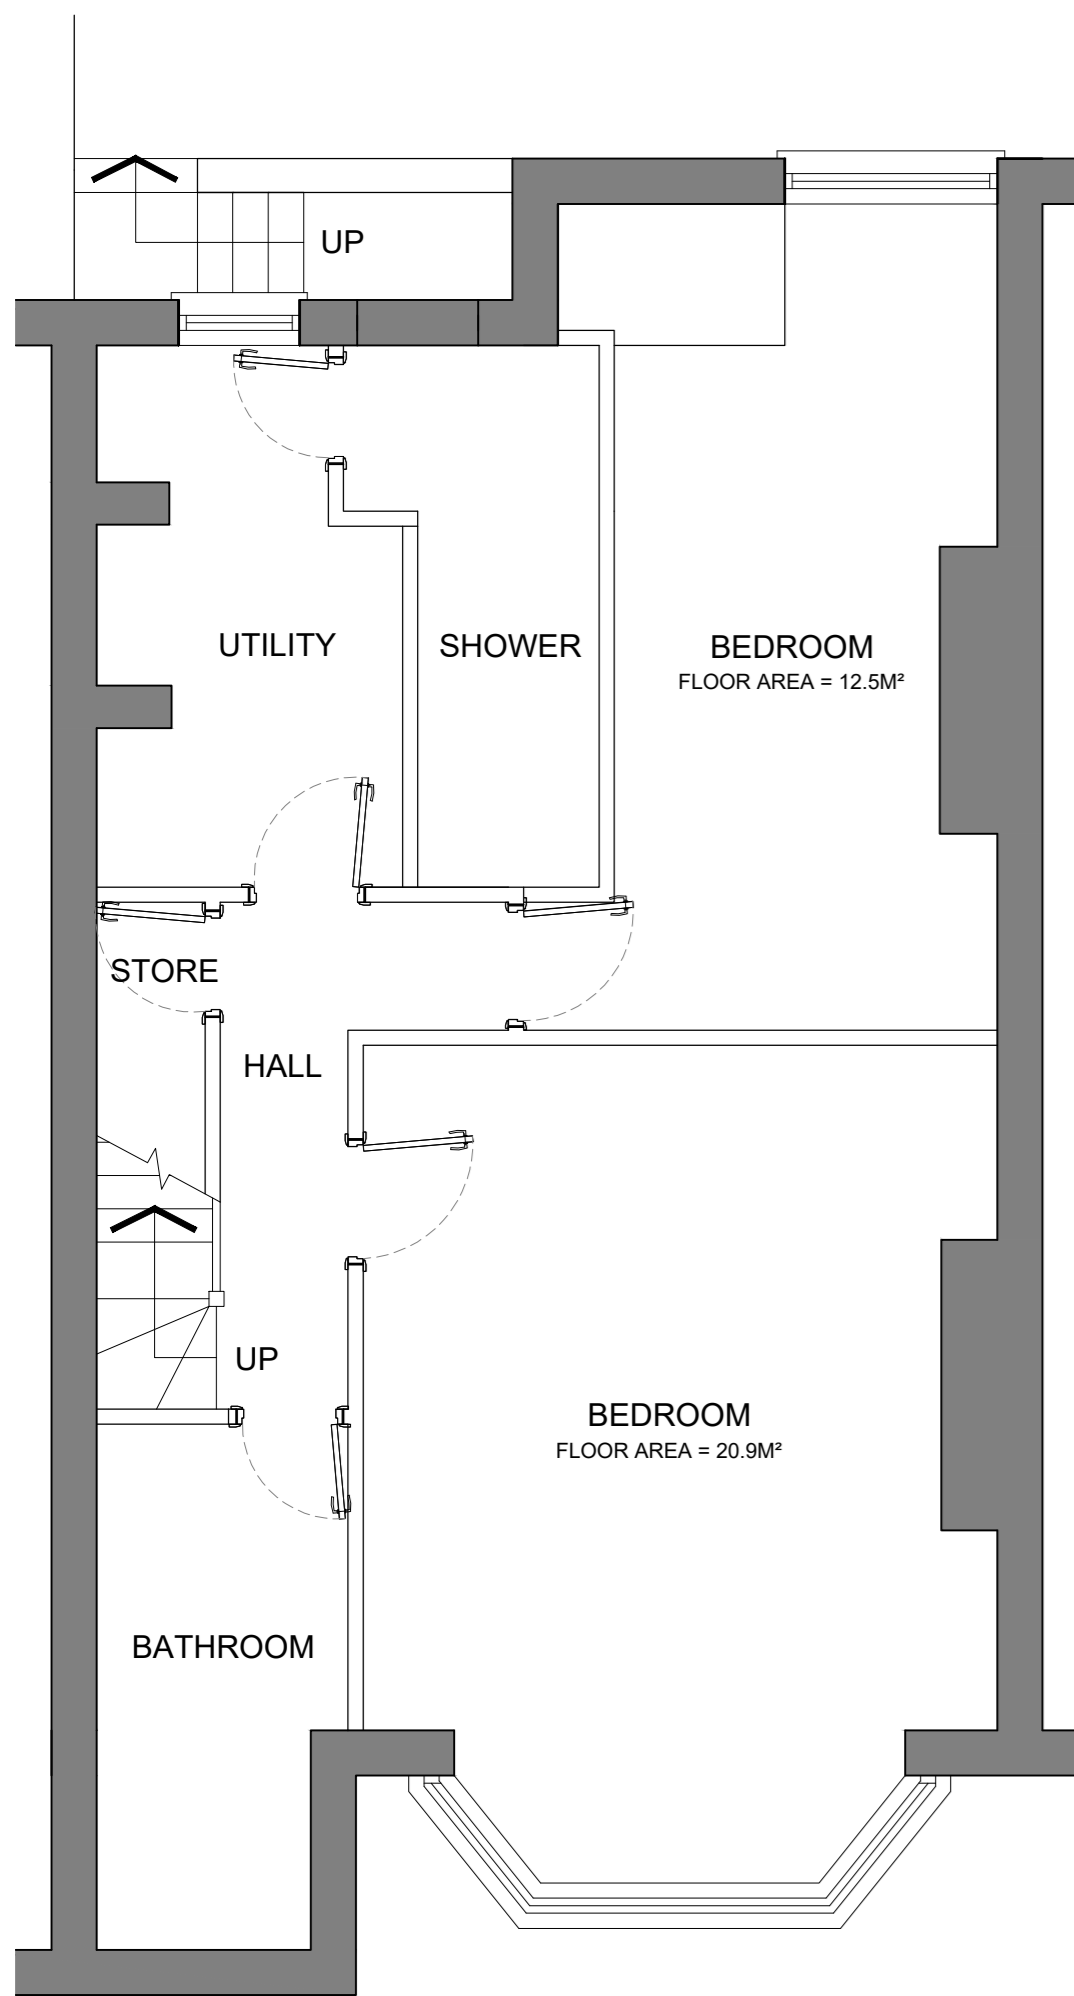 UP
UTILITY
SHOWER
BEDROOM
FLOOR AREA = 12.5M²
STORE
HALL
UP
BEDROOM
FLOOR AREA = 20.9M²
BATHROOM